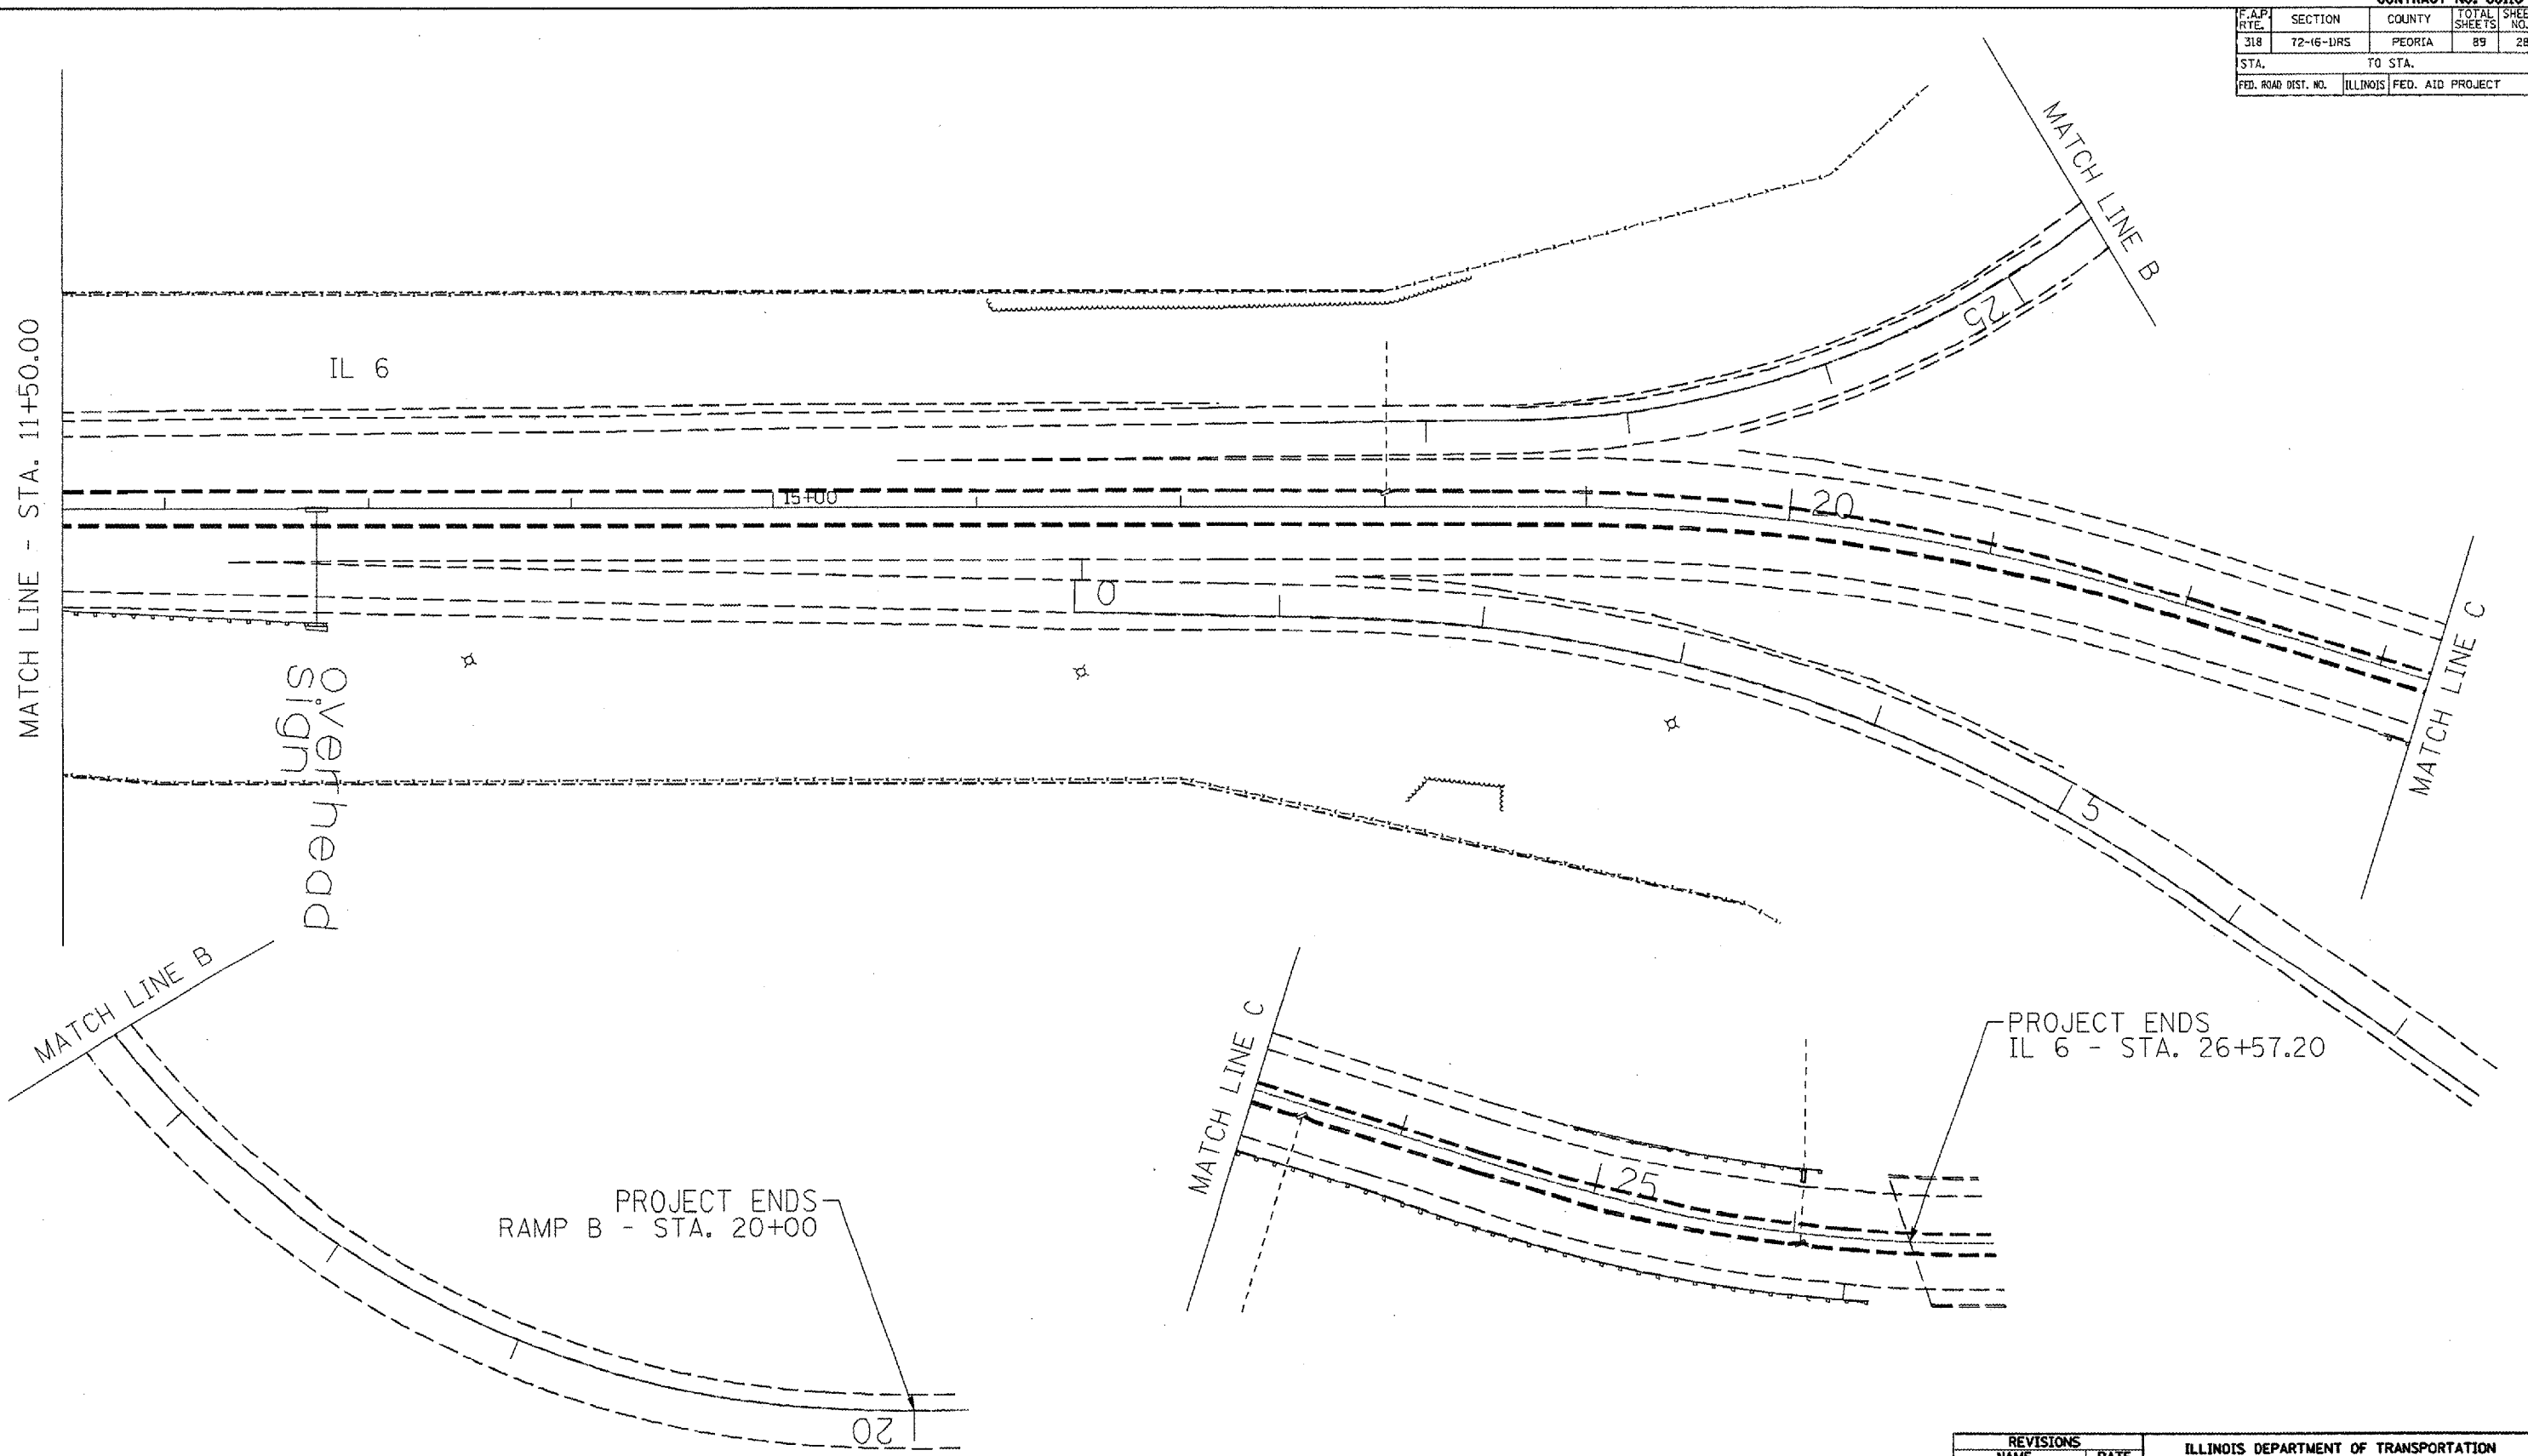 F.A.P. RTE. SECTION COUNTY TOTAL SHEETS
318 72-(6-1)RS PEORIA 89 28
STA. TO STA.
FED. ROAD DIST. NO. ILLINOIS FED. AID PROJECT
MATCH LINE B
MATCH LINE - STA. 11+50.00
IL 6
25
15+00
20
0
MATCH LINE C
Overhead
Sign
5
MATCH LINE B
MATCH LINE C
PROJECT ENDS
IL 6 - STA. 26+57.20
25
PROJECT ENDS
RAMP B - STA. 20+00
20
REVISIONS
NAME DATE
ILLINOIS DEPARTMENT OF TRANSPORTATION